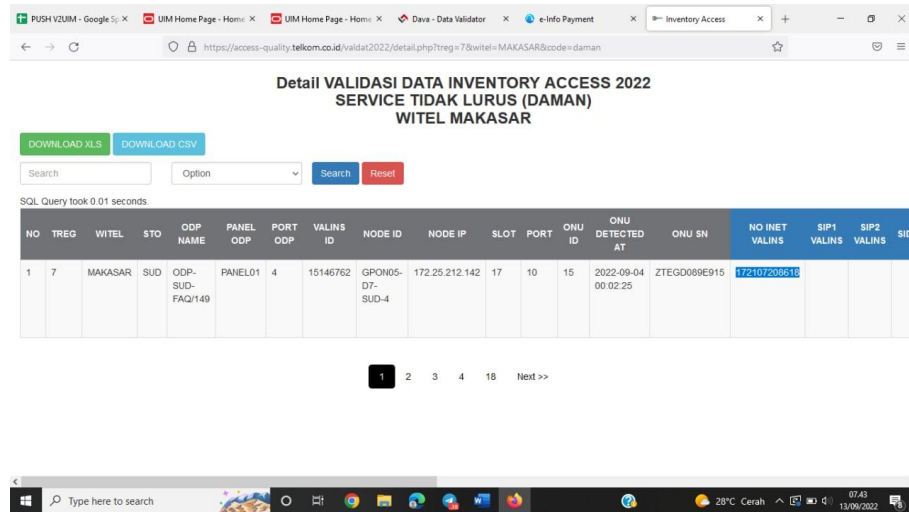 PUSH V2UIM - Google Sp
UIM Home Page - Home
UIM Home Page - Home
Dava - Data Validator
e-Info Payment
Inventory Access
https://access-quality.telkom.co.id/valdat2022/detail.php?treg=7&witel=MAKASAR&code=daman
Detail VALIDASI DATA INVENTORY ACCESS 2022
SERVICE TIDAK LURUS (DAMAN)
WITEL MAKASAR
DOWNLOAD XLS DOWNLOAD CSV
Search Option Search Reset
SQL Query took 0.01 seconds.
NO TREG WITEL STO ODP NAME PANEL ODP PORT ODP VALINS ID NODE ID NODE IP SLOT PORT ONU ID ONU DETECTED AT ONU SN NO INET VALINS SIP1 VALINS SIP2 VALINS SID
1 7 MAKASAR SUD ODP-SUD-FAQ/149 PANEL01 4 15146762 GPON05-D7-SUD-4 172.25.212.142 17 10 15 2022-09-04 00:02:25 ZTEGD089E915 172107208618
1 2 3 4 18 Next >>
Type here to search
28°C Cerah
07.43
13/09/2022